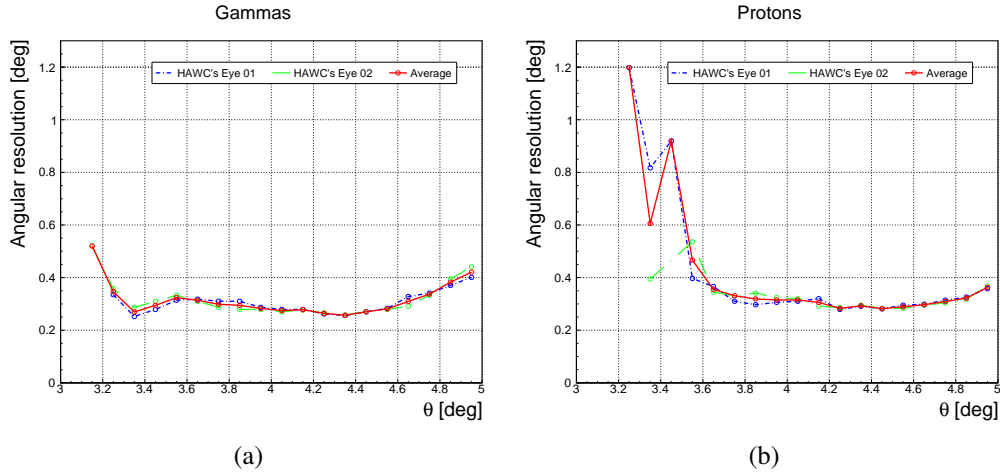 Gammas
Angular resolution [deg]
HAWC's Eye 01
HAWC's Eye 02
Average
1.2
1
0.8
0.6
0.4
0.2
0
3 3.2 3.4 3.6 3.8 4 4.2 4.4 4.6 4.8 5
θ [deg]
(a)
Protons
Angular resolution [deg]
HAWC's Eye 01
HAWC's Eye 02
Average
1.2
1
0.8
0.6
0.4
0.2
0
3 3.2 3.4 3.6 3.8 4 4.2 4.4 4.6 4.8 5
θ [deg]
(b)